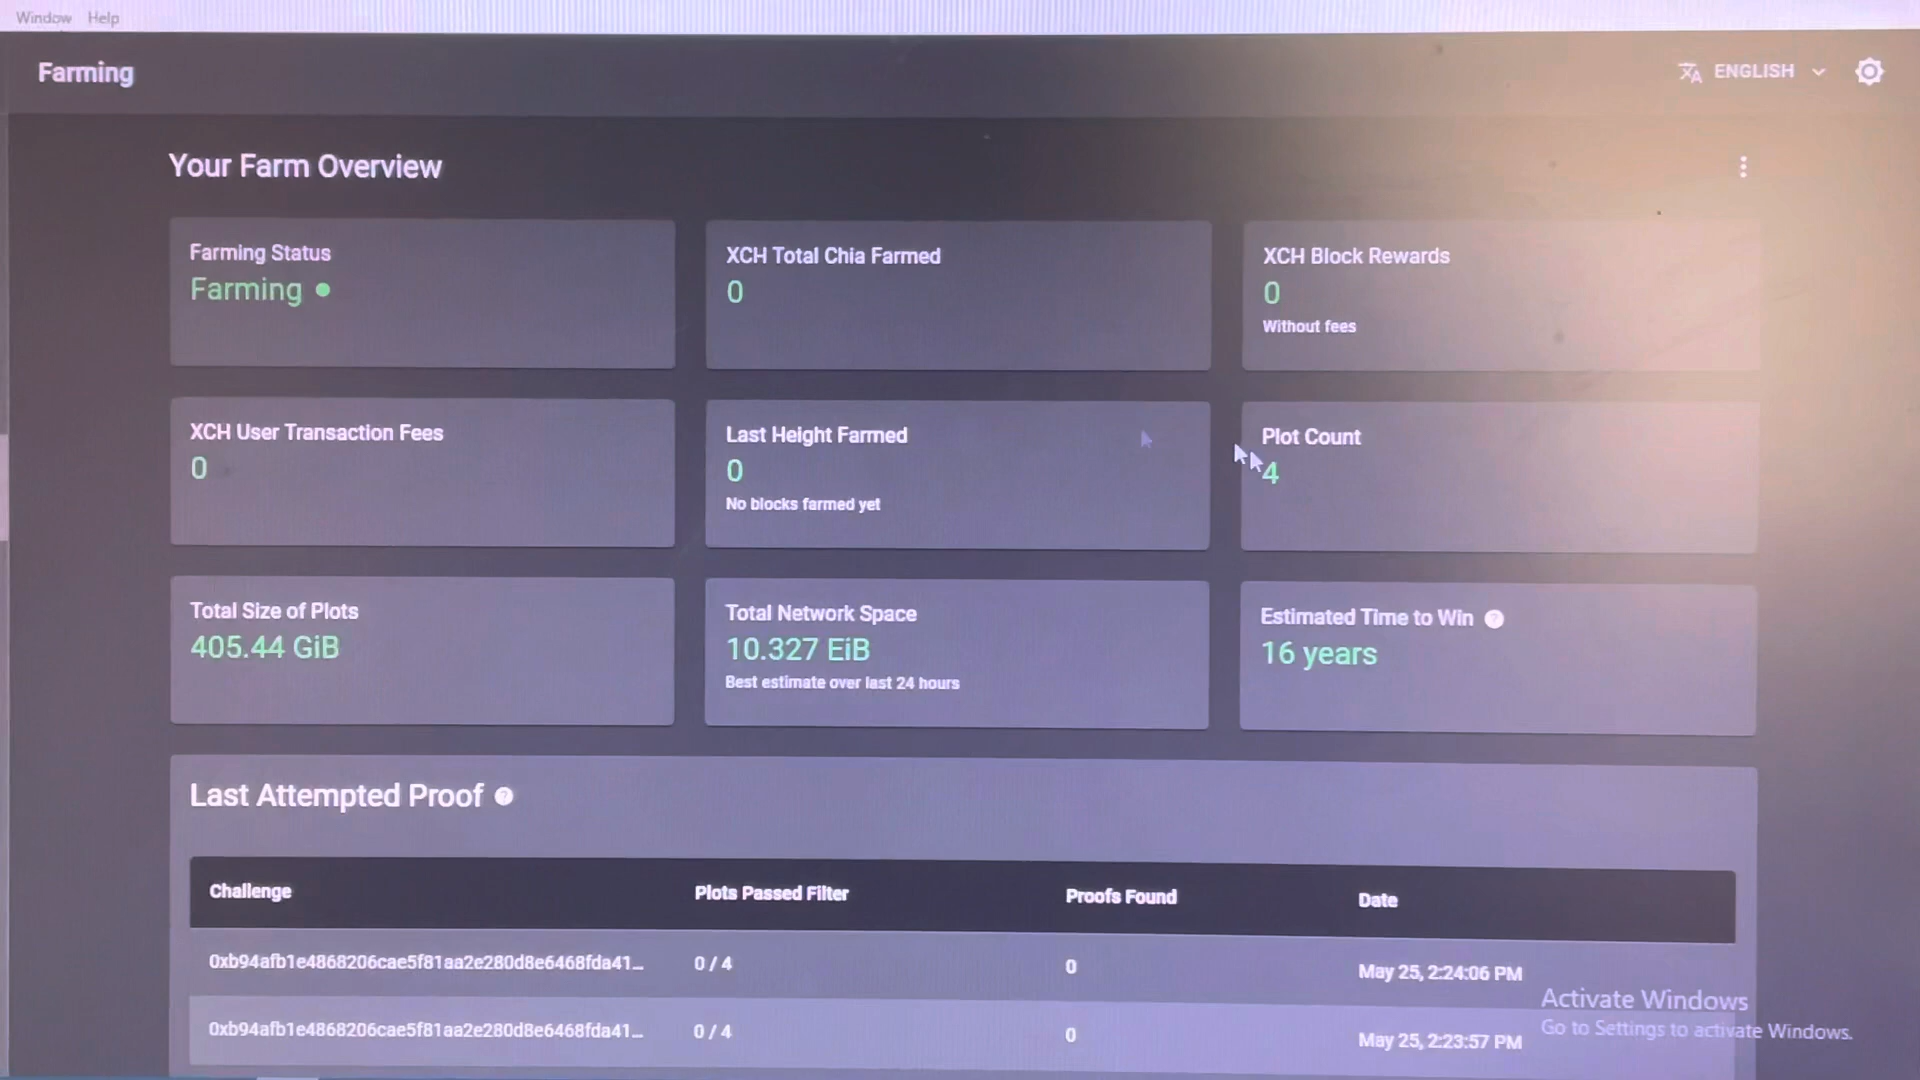 Window Help
Farming
ENGLISH
Your Farm Overview
Farming Status
Farming
XCH Total Chia Farmed
0
XCH Block Rewards
0
Without fees
XCH User Transaction Fees
0
Last Height Farmed
0
No blocks farmed yet
Plot Count
4
Total Size of Plots
405.44 GiB
Total Network Space
10.327 EiB
Best estimate over last 24 hours
Estimated Time to Win ?
16 years
Last Attempted Proof ?
Challenge Plots Passed Filter Proofs Found Date
0xb94afb1e4868206cae5f81aa2e280d8e6468fda41... 0 / 4 0 May 25, 2:24:06 PM
0xb94afb1e4868206cae5f81aa2e280d8e6468fda41... 0 / 4 0 May 25, 2:23:57 PM
Activate Windows
Go to Settings to activate Windows.